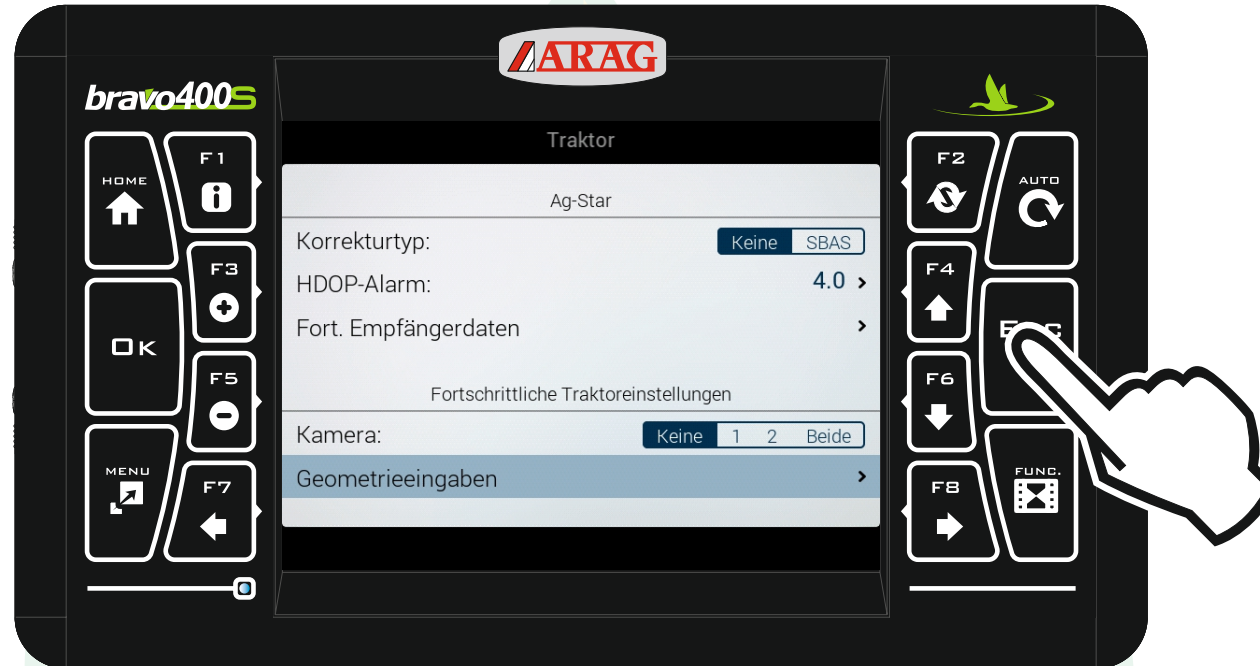 ARAG
bravo400S
HOME
F1
OK
F3
F5
MENU
F7
Traktor
Ag-Star
Korrekturtyp: Keine SBAS
HDOP-Alarm: 4.0
Fort. Empfängerdaten
Fortschrittliche Traktoreinstellungen
Kamera: Keine 1 2 Beide
Geometrieeingaben
F2
AUTO
F4
F6
F8
FUNC.